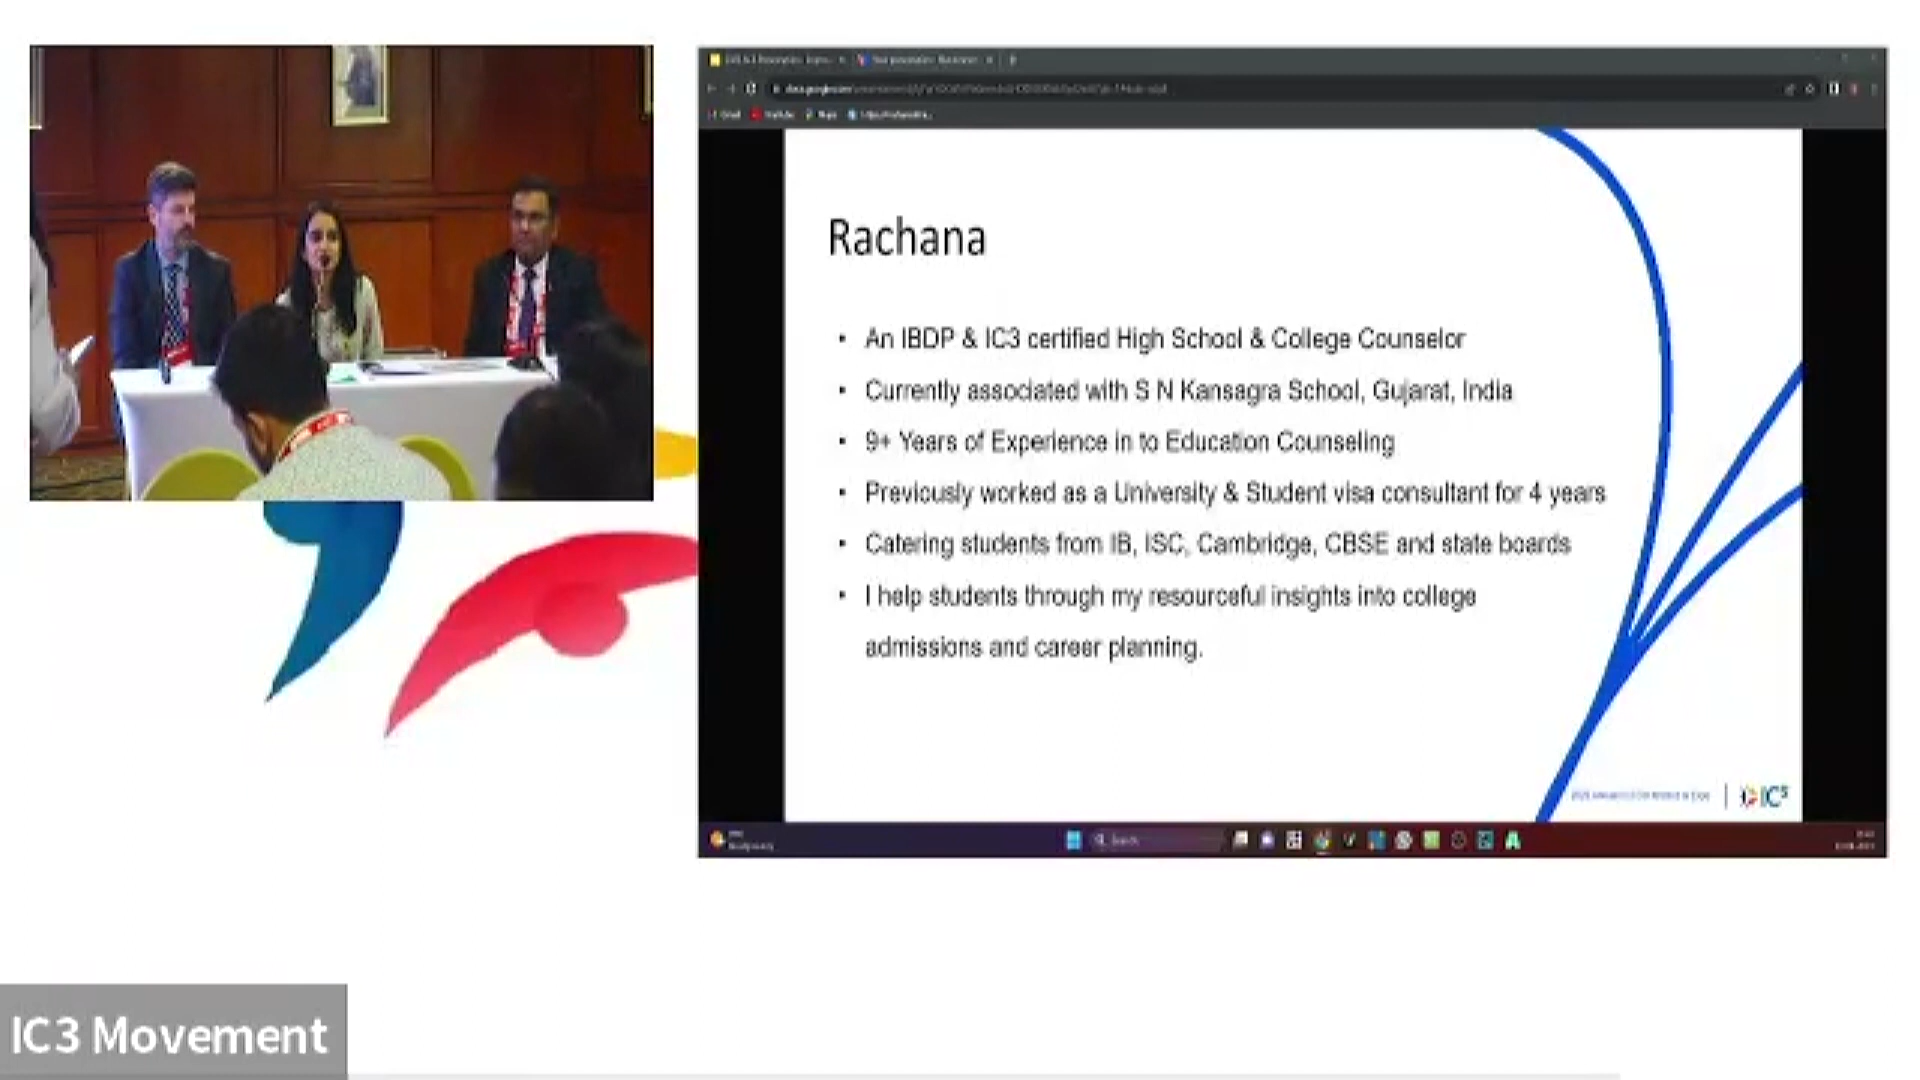 Rachana
• An IBDP & IC3 certified High School & College Counselor
• Currently associated with S N Kansagra School, Gujarat, India
• 9+ Years of Experience in to Education Counseling
• Previously worked as a University & Student visa consultant for 4 years
• Catering students from IB, ISC, Cambridge, CBSE and state boards
• I help students through my resourceful insights into college
admissions and career planning.
IC3
Search
IC3 Movement